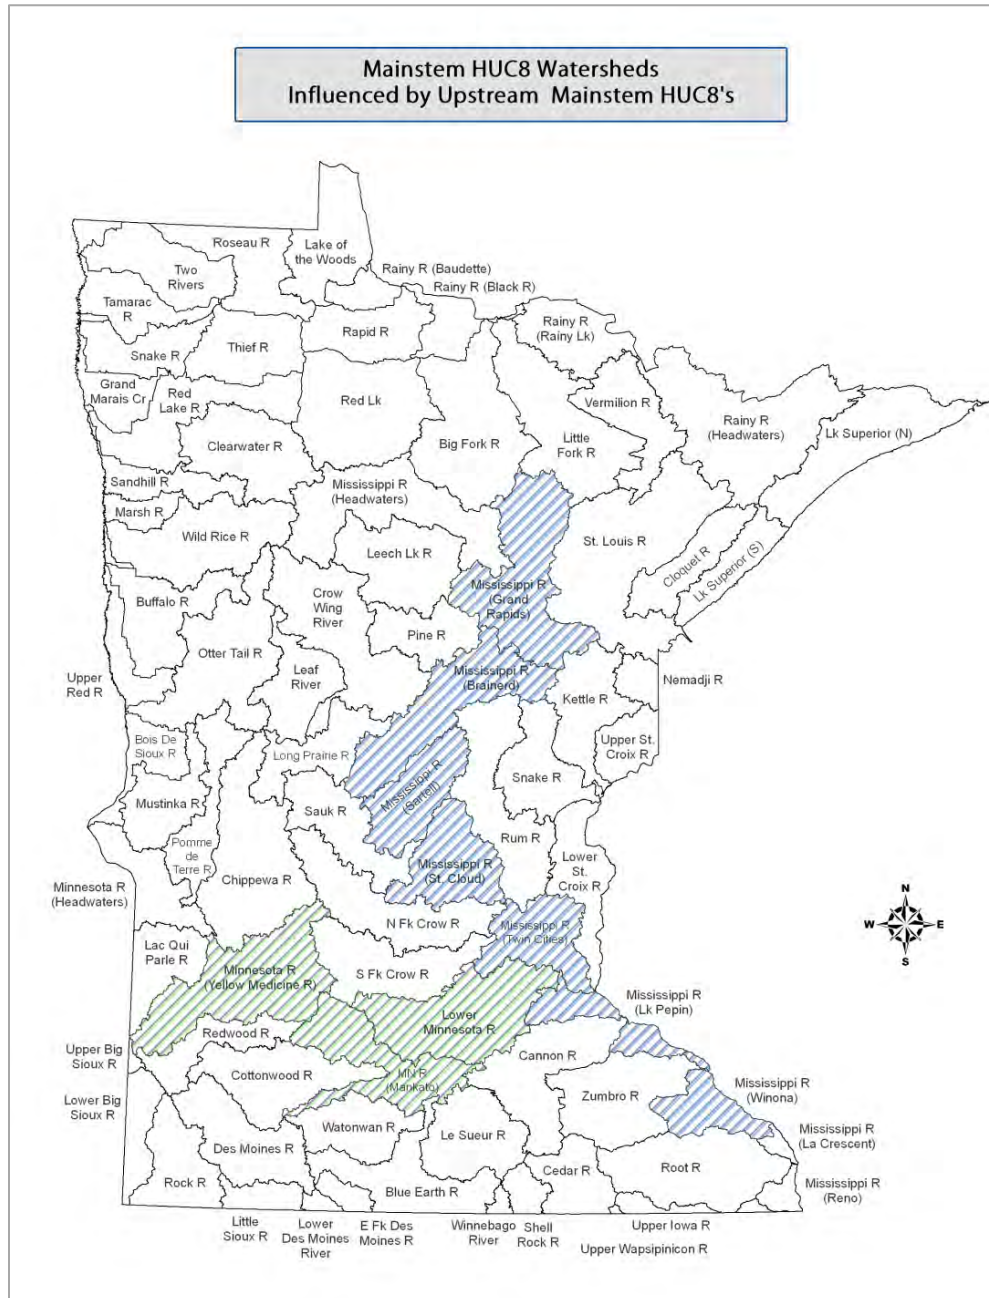 Mainstem HUC8 Watersheds
Influced by Upstream Mainstem HUC8's
Roseau R
Lake of
the Woods
Two
Rivers
Rainy R (Baudette)
Rainy R (Black R)
Tamarac
R
Rapid R
Rainy R
(Rainy Lk)
Snake R
Thief R
Grand
Marais Cr
Red
Lake R
Red Lk
Vermilion R
Rainy R
(Headwaters)
Lk Superior (N)
Clearwater R
Big Fork R
Little
Fork R
Sandhill R
Mississippi R
(Headwaters)
Marsh R
Wild Rice R
St. Louis R
Leech Lk R
Cloquet R
Lk Superior (S)
Buffalo R
Crow
Wing
River
Mississippi R
(Grand
Rapids)
Pine R
Otter Tail R
Leaf
River
Mississippi R
(Brainerd)
Upper
Red R
Kettle R
Nemadji R
Bois De
Sioux R
Long Prairie R
Upper St.
Croix R
Mississippi R
(Sartell)
Snake R
Mustinka R
Sauk R
Pomme
de
Terre R
Rum R
Mississippi R
(St. Cloud)
Lower
St.
Croix R
Minnesota R
(Headwaters)
Chippewa R
N Fk Crow R
Mississippi R
(Twin Cities)
N
W
E
S
Lac Qui
Parle R
Minnesota R
(Yellow Medicine R)
S Fk Crow R
Mississippi R
(Lk Pepin)
Lower
Minnesota R
Redwood R
Upper Big
Sioux R
Cannon R
Cottonwood R
MN R
(Mankato)
Mississippi R
(Winona)
Lower Big
Sioux R
Zumbro R
Watonwan R
Le Sueur R
Mississippi R
(La Crescent)
Des Moines R
Rock R
Cedar R
Root R
Mississippi R
(Reno)
Blue Earth R
Little
Sioux R
Lower
Des Moines
River
E Fk Des
Moines R
Winnebago
River
Shell
Rock R
Upper Iowa R
Upper Wapsipinicon R